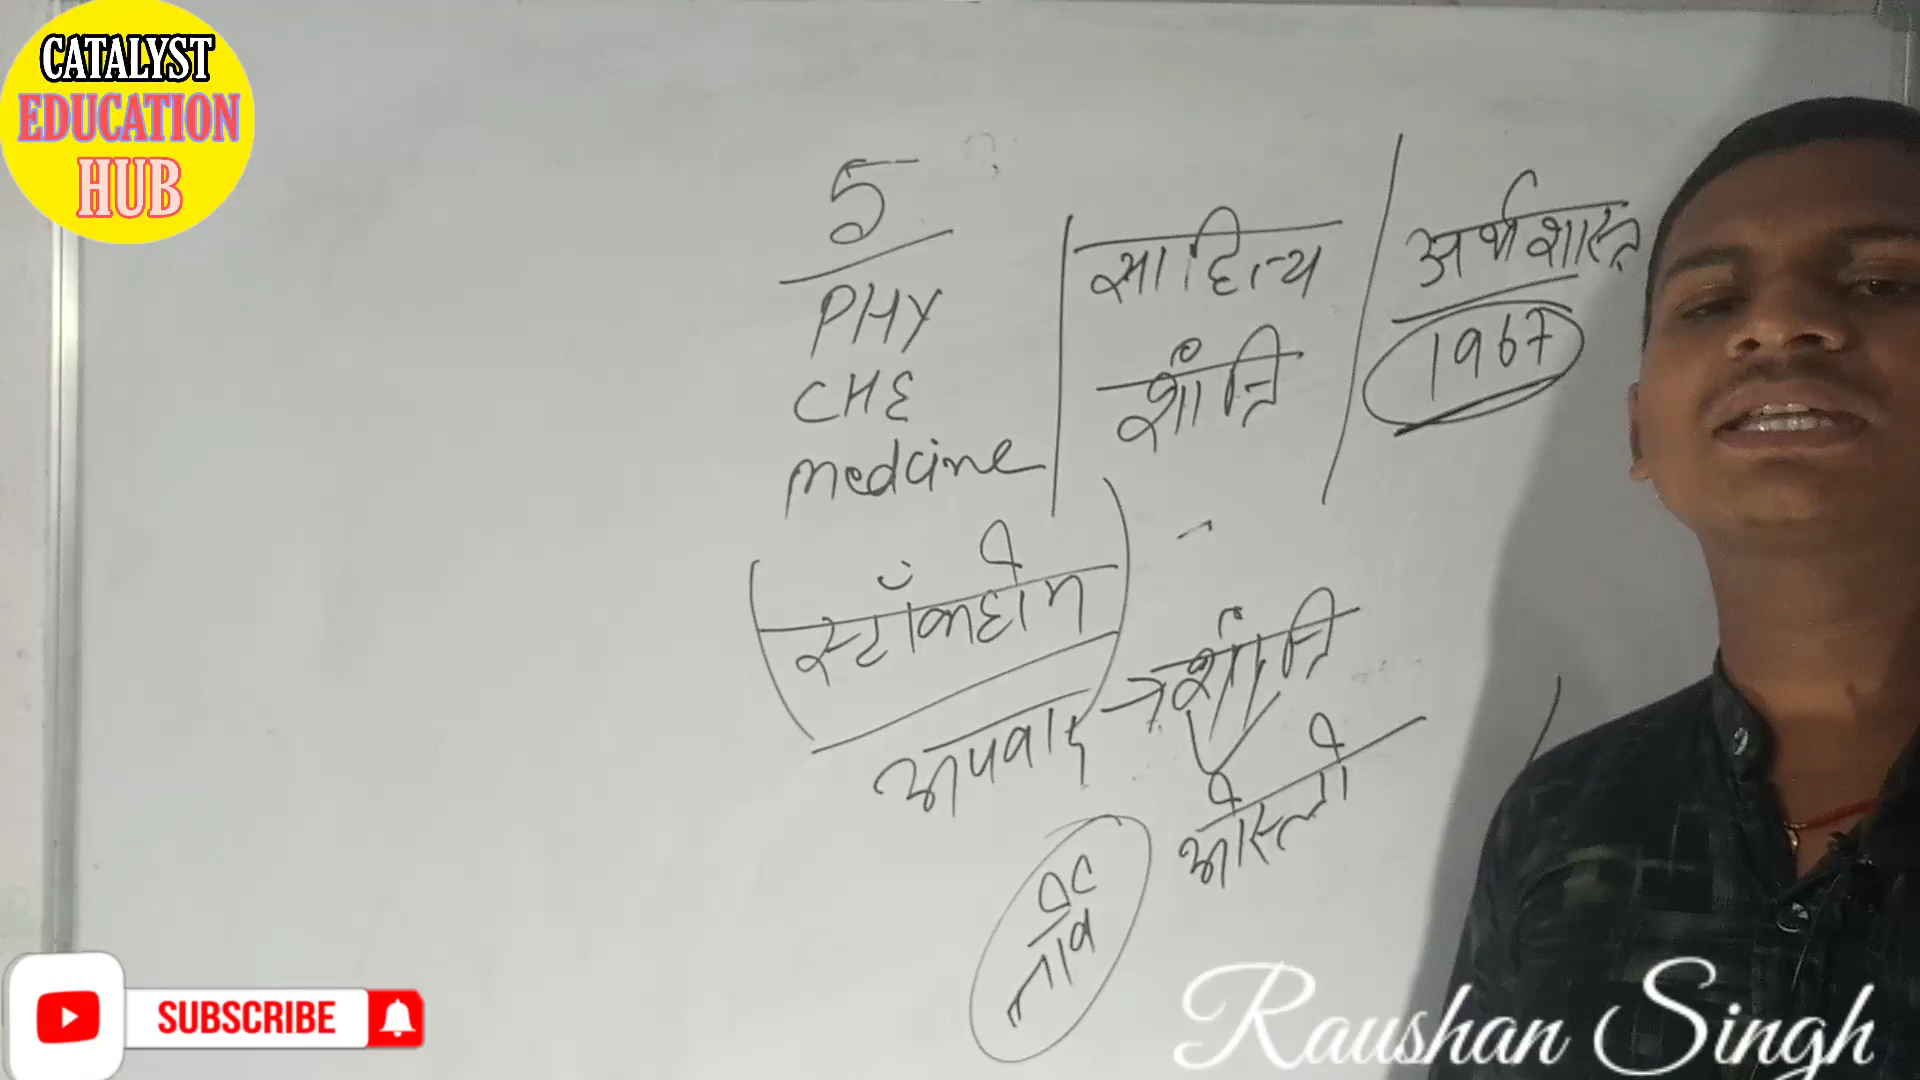 CATALYST
EDUCATION
HUB
5
PHY
CHE
medcine
साहित्य
शांति
अर्थशास्त्र
1967
स्टॉकहोम
अपवाद → शांति
ओस्लो
नार्वे
SUBSCRIBE
Raushan Singh